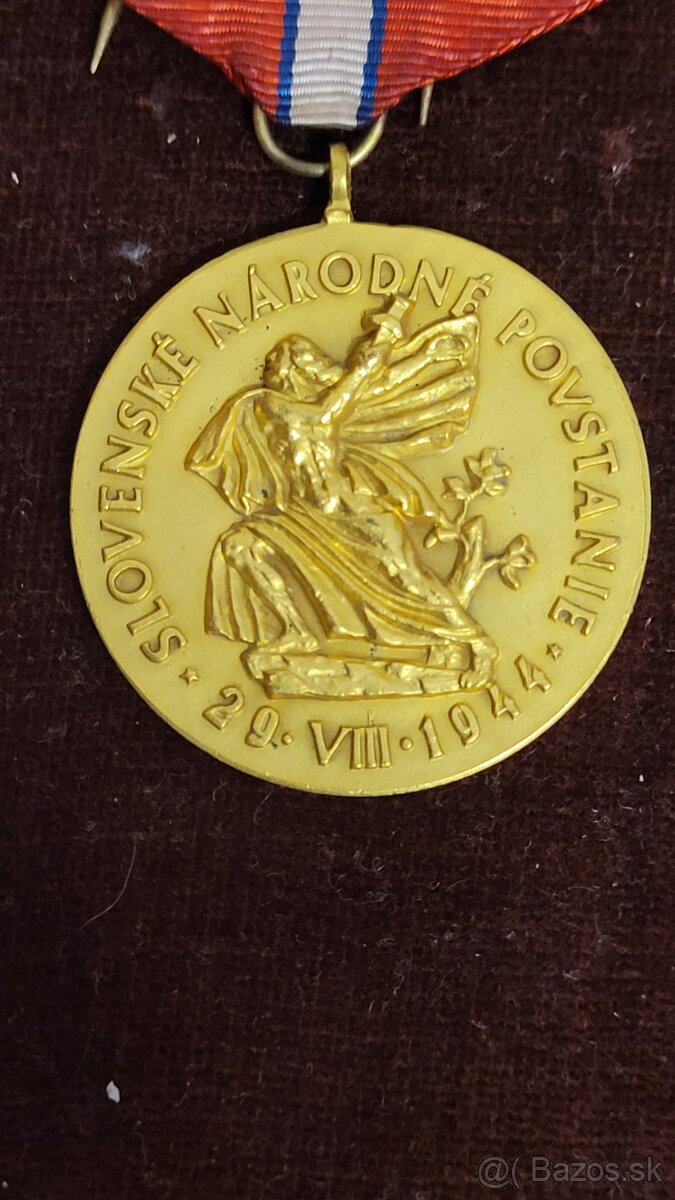 SLOVENSKÉ NÁRODNÉ POVSTANIE
* 29 · VIII · 1944 *
@( Bazos.sk